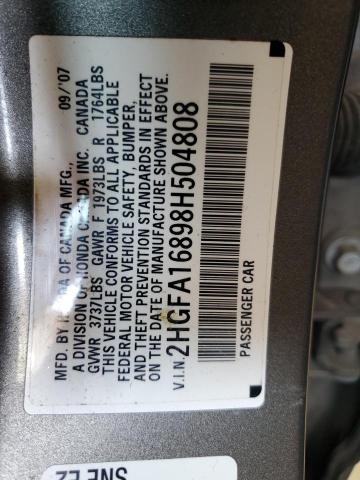 MFD. BY HONDA OF CANADA MFG., 09/'07
A DIVISION OF HONDA CANADA INC. CANADA
GVWR 3737LBS GAWR F 1973LBS R 1764LBS
THIS VEHICLE CONFORMS TO ALL APPLICABLE
FEDERAL MOTOR VEHICLE SAFETY, BUMPER,
AND THEFT PREVENTION STANDARDS IN EFFECT
ON THE DATE OF MANUFACTURE SHOWN ABOVE.
V.I.N. 2HGFA16898H504808
PASSENGER CAR